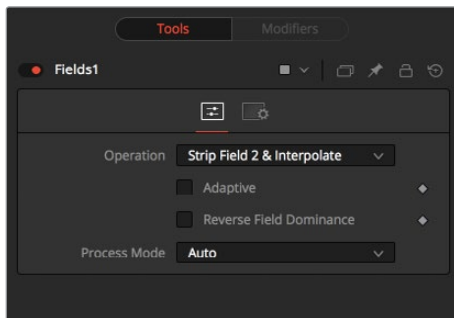 Tools Modifiers
Fields1
Operation Strip Field 2 & Interpolate
Adaptive
Reverse Field Dominance
Process Mode Auto